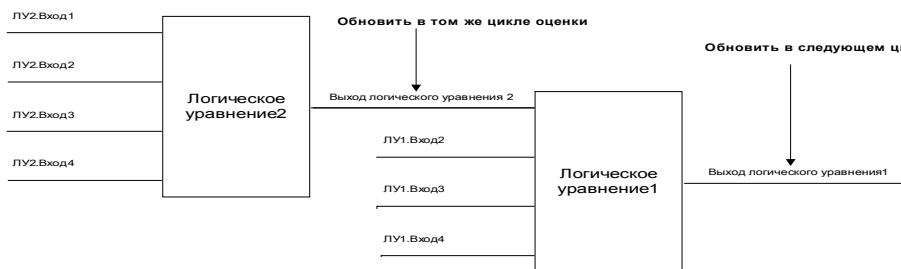 ЛУ2.Вход1
Обновить в том же цикле оценки
Обновить в следующем
ЛУ2.Вход2
Логическое
уравнение2
Выход логического уравнения 2
ЛУ2.Вход3
ЛУ1.Вход2
ЛУ2.Вход4
Логическое
уравнение1
Выход логического уравнения1
ЛУ1.Вход3
ЛУ1.Вход4